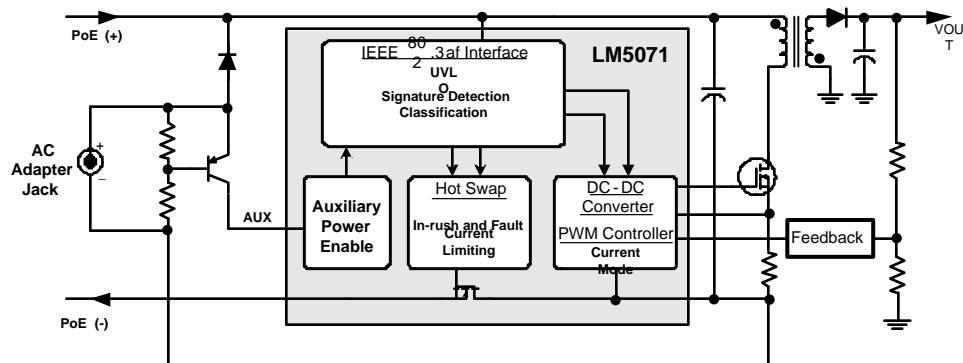 PoE (+)
80
IEEE .3af Interface
2
UVL
O
Signature Detection
Classification
LM5071
VOU
T
+
AC
Adapter
Jack
_
AUX
Auxiliary
Power
Enable
Hot Swap
In-rush and Fault
Current
Limiting
DC - DC
Converter
PWM Controller
Current
Mode
Feedback
PoE (-)